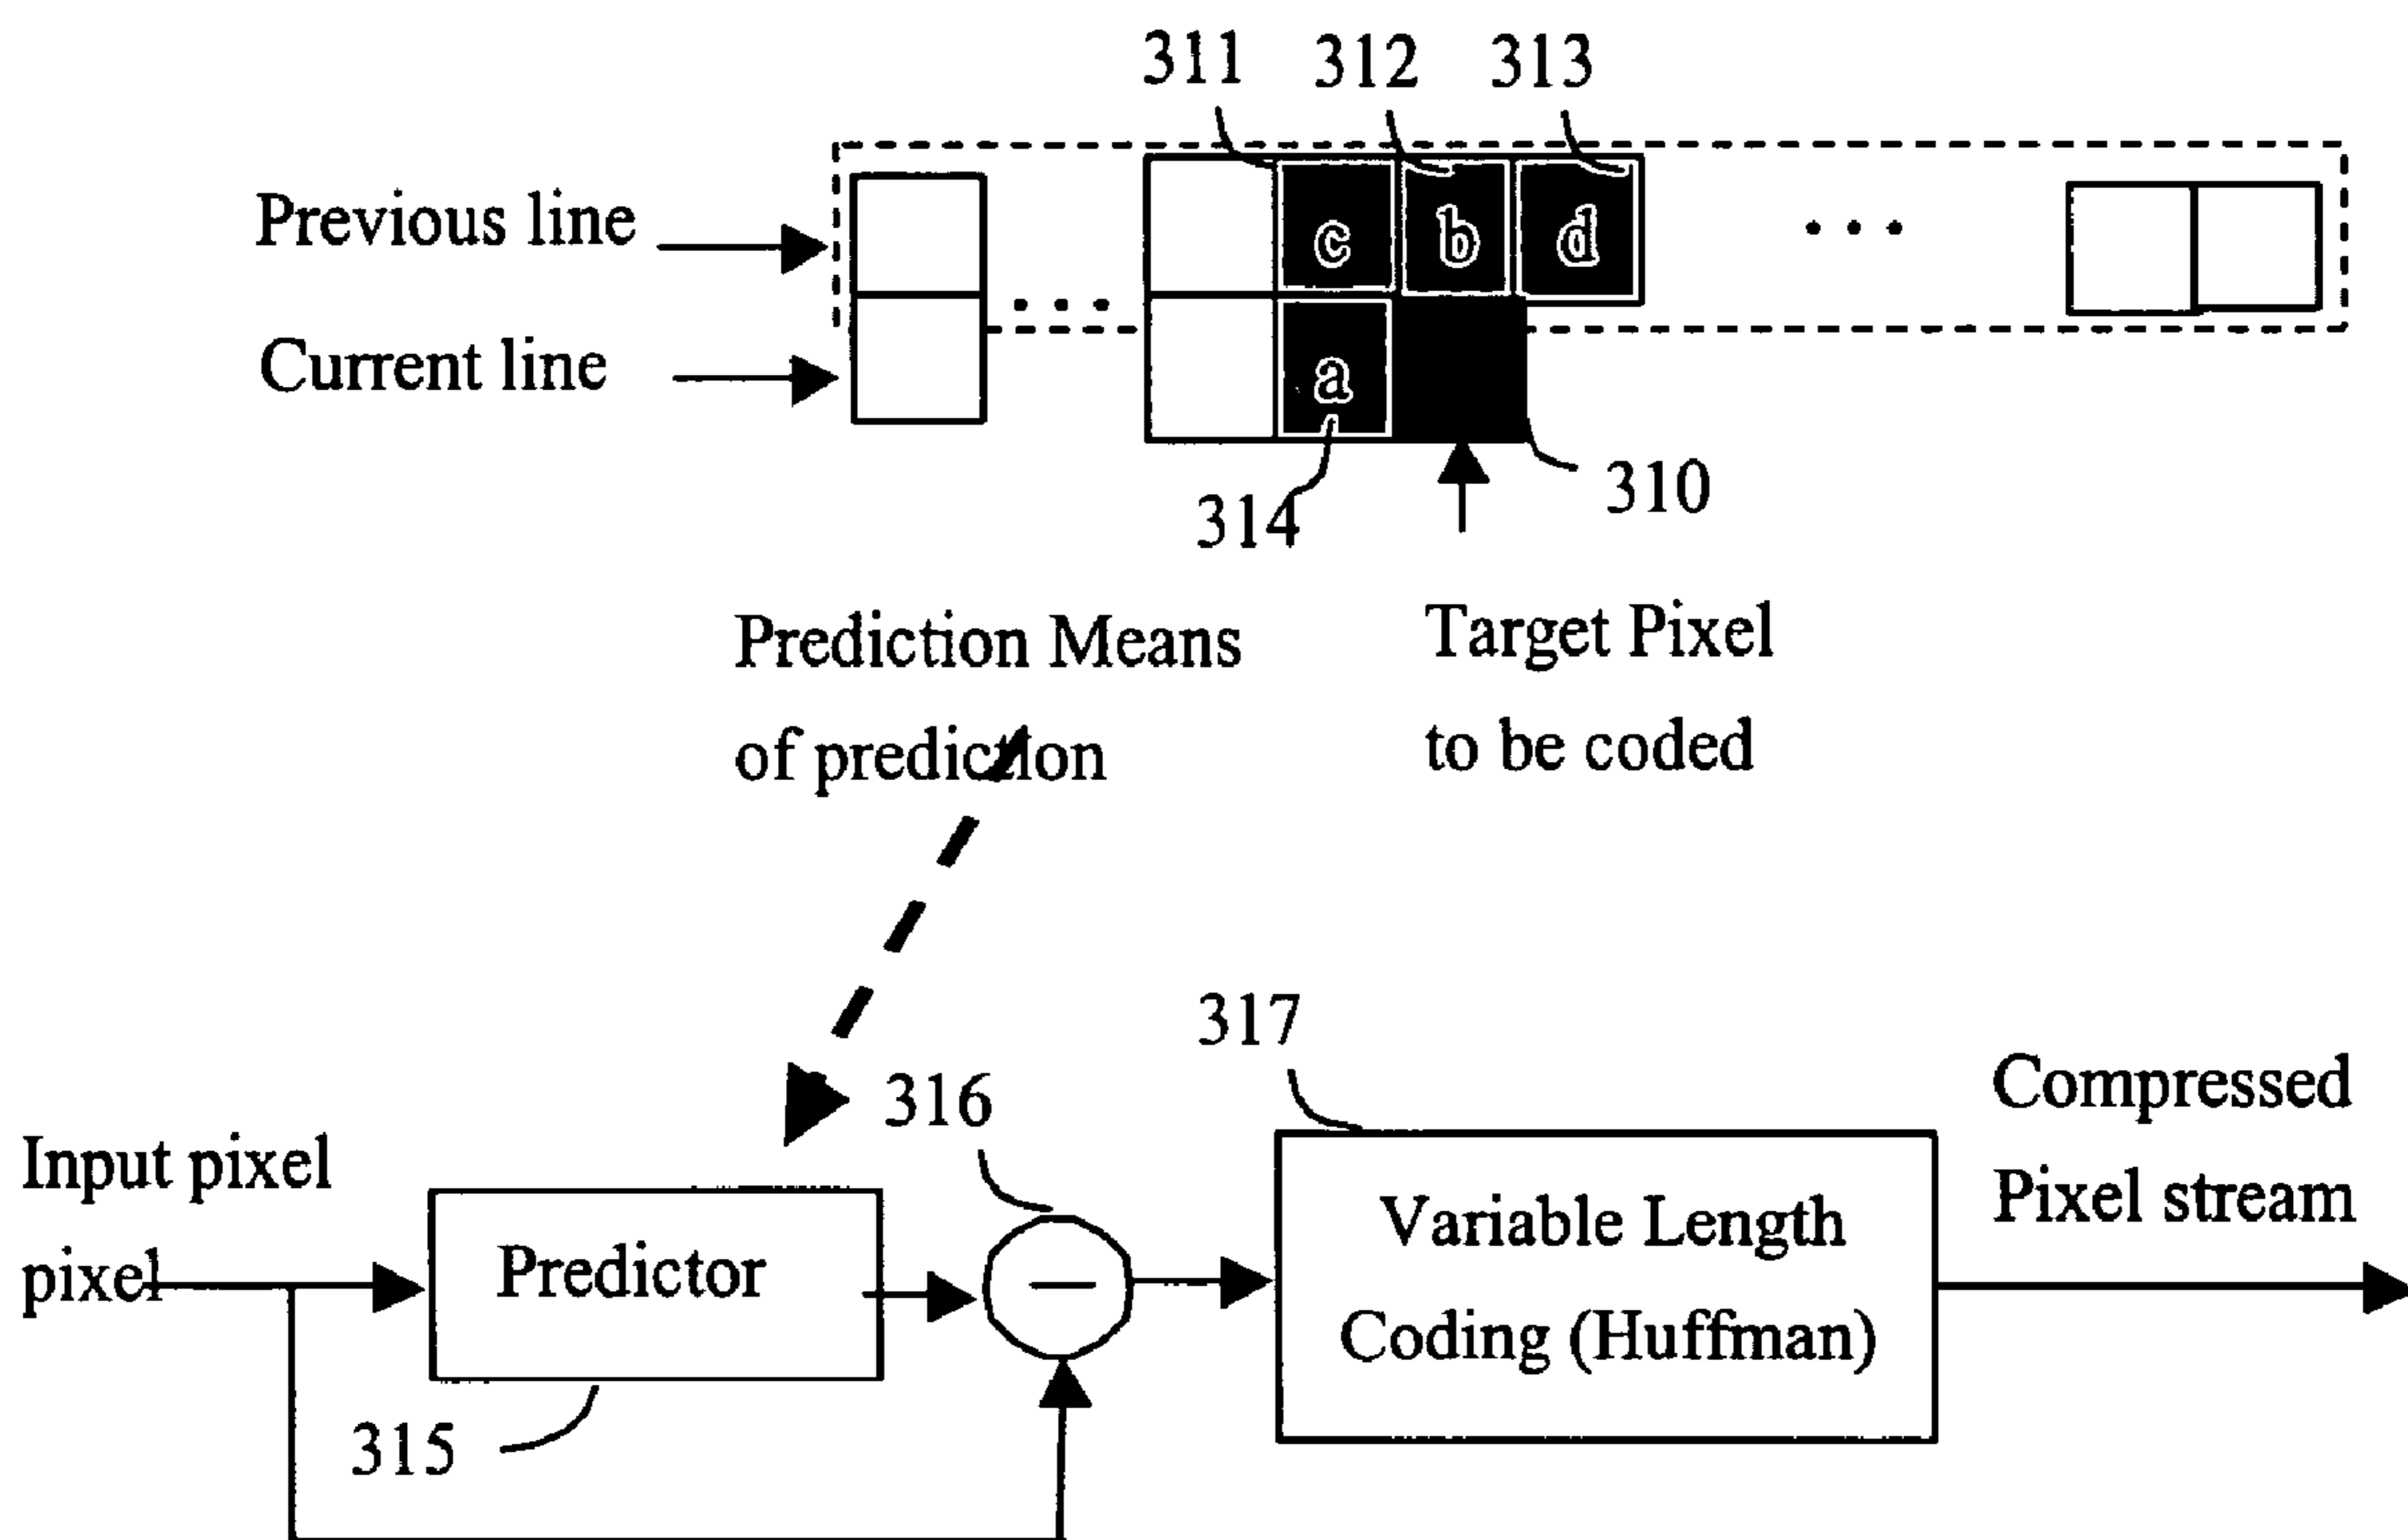 311 312 313
Previous line
c b d
Current line
a
310
314
Prediction Means
of prediction
Target Pixel
to be coded
317
316
Compressed
Pixel stream
Input pixel
pixel
Predictor
Variable Length
Coding (Huffman)
315